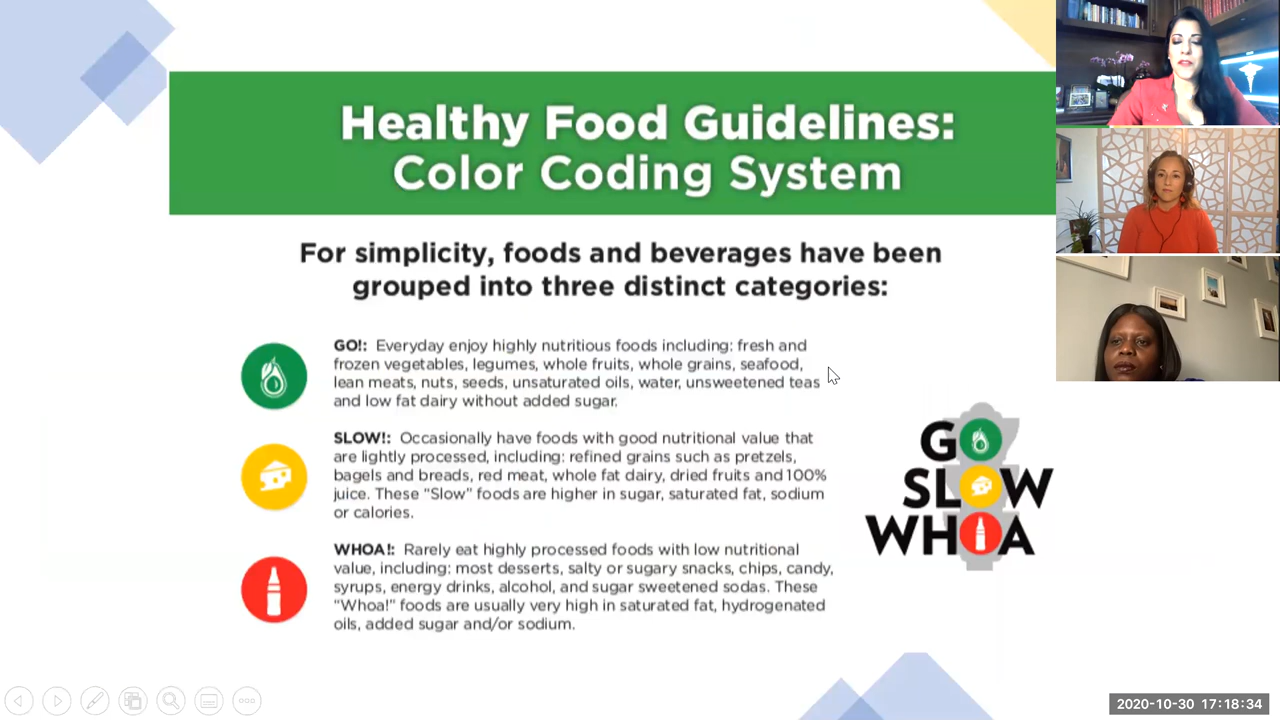 Healthy Food Guidelines:
Color Coding System
For simplicity, foods and beverages have been
grouped into three distinct categories:
GO!: Everyday enjoy highly nutritious foods including: fresh and
frozen vegetables, legumes, whole fruits, whole grains, seafood,
lean meats, nuts, seeds, unsaturated oils, water, unsweetened teas
and low fat dairy without added sugar.
SLOW!: Occasionally have foods with good nutritional value that
are lightly processed, including: refined grains such as pretzels,
bagels and breads, red meat, whole fat dairy, dried fruits and 100%
juice. These “Slow” foods are higher in sugar, saturated fat, sodium
or calories.
WHOA!: Rarely eat highly processed foods with low nutritional
value, including: most desserts, salty or sugary snacks, chips, candy,
syrups, energy drinks, alcohol, and sugar sweetened sodas. These
“Whoa!” foods are usually very high in saturated fat, hydrogenated
oils, added sugar and/or sodium.
GO
SLOW
WHOA
2020-10-30 17:18:34